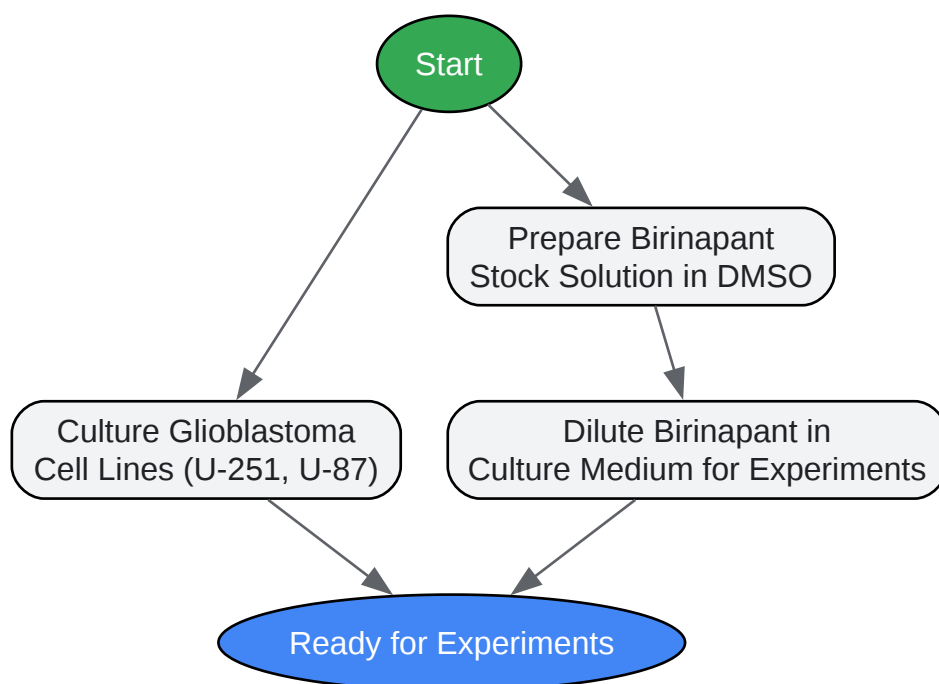 Start
Prepare Birinapant
Stock Solution in DMSO
Culture Glioblastoma
Cell Lines (U-251, U-87)
Dilute Birinapant in
Culture Medium for Experiments
Ready for Experiments